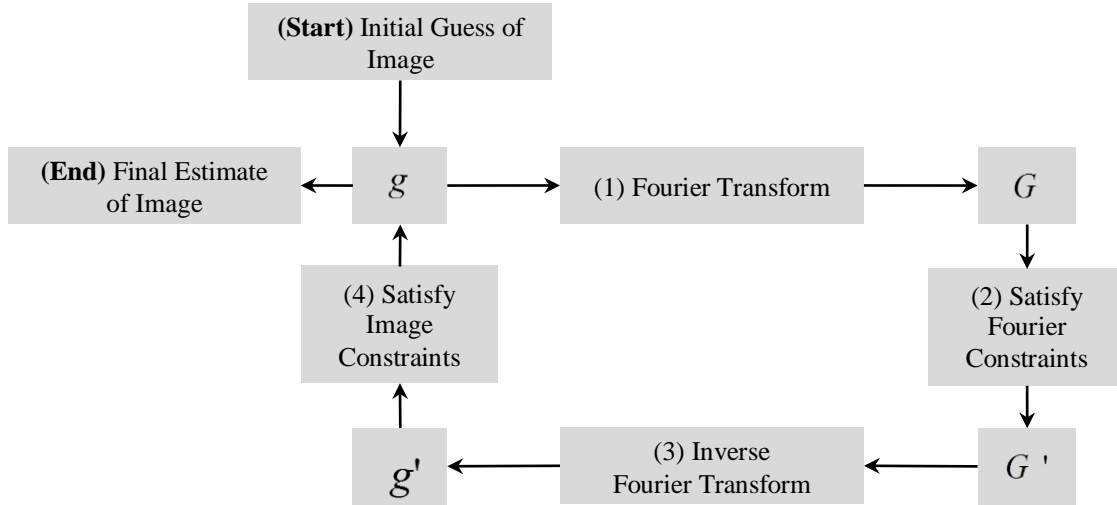 (Start) Initial Guess of
Image
(End) Final Estimate
of Image
g
(1) Fourier Transform
G
(4) Satisfy
Image
Constraints
(2) Satisfy
Fourier
Constraints
g'
(3) Inverse
Fourier Transform
G '